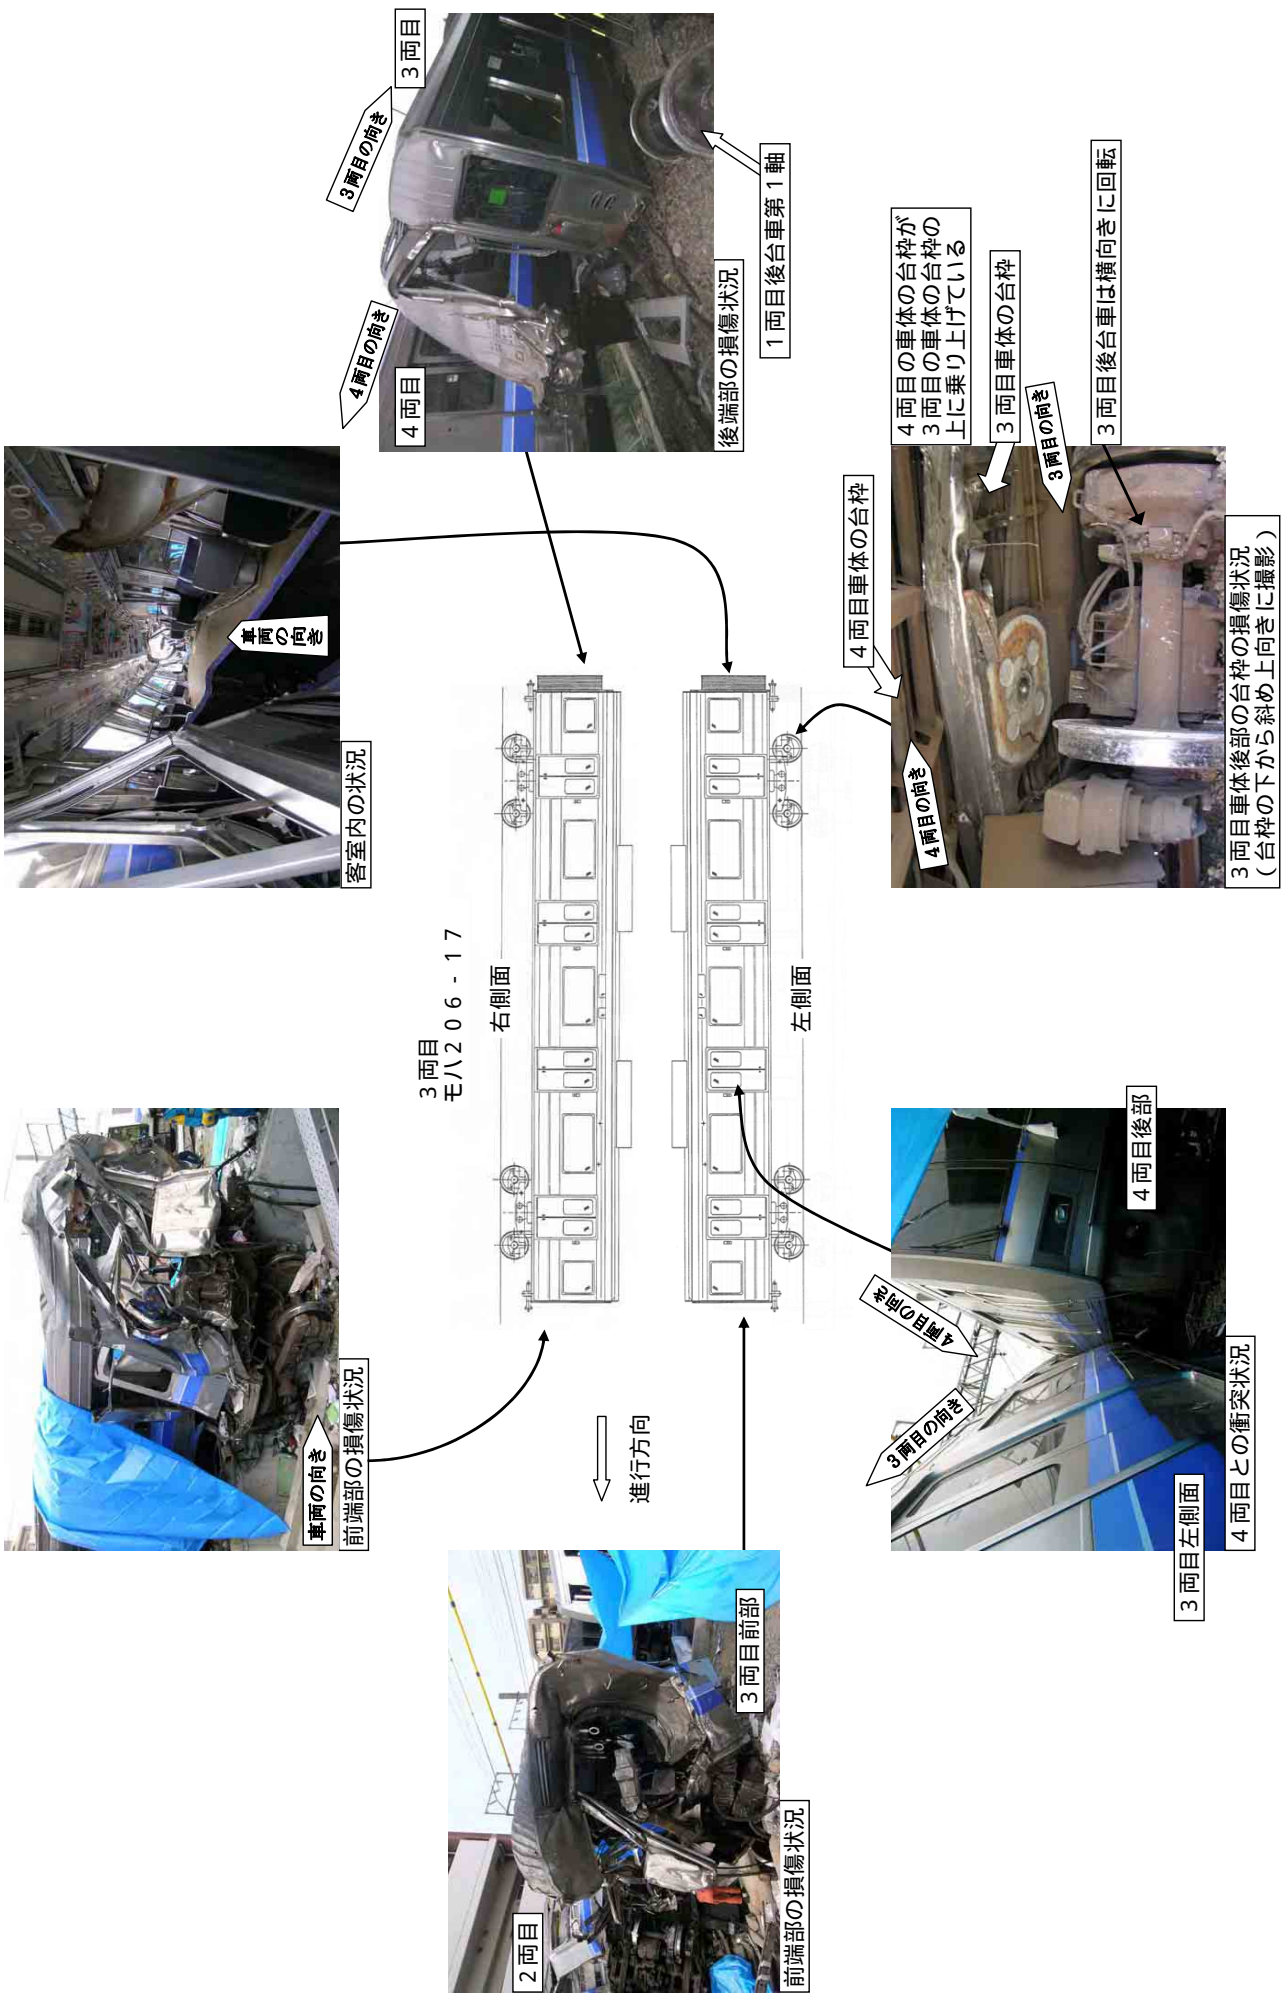 3両目
モハ206-17
右側面
左側面
進行方向
車両の向き
前端部の損傷状況
2両目
3両目前部
前端部の損傷状況
車両の向き
客室内の状況
4両目の向き
3両目の向き
4両目
3両目
後端部の損傷状況
1両目後台車第1軸
3両目の向き
4両目の向き
3両目左側面
4両目後部
4両目との衝突状況
4両目の向き
4両目車体の台枠
4両目の車体の台枠が
3両目の車体の台枠の
上に乗り上げている
3両目車体の台枠
3両目の向き
3両目後台車は横向きに回転
3両目車体後部の台枠の損傷状況
(台枠の下から斜め上向きに撮影)